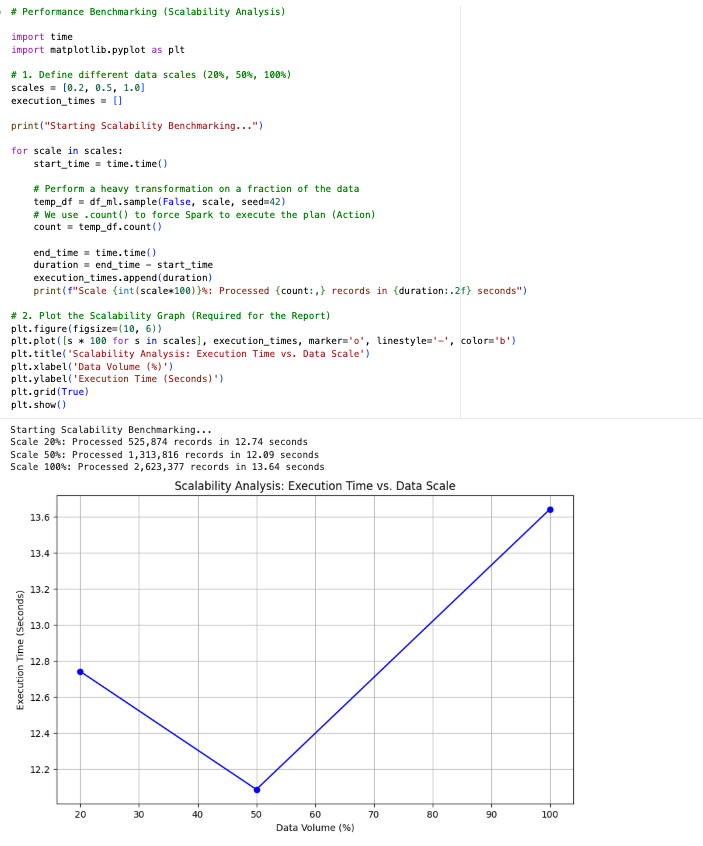 # Performance Benchmarking (Scalability Analysis)
import time
import matplotlib.pyplot as plt
# 1. Define different data scales (20%, 50%, 100%)
scales = [0.2, 0.5, 1.0]
execution_times = []
print("Starting Scalability Benchmarking...")
for scale in scales:
    start_time = time.time()
    # Perform a heavy transformation on a fraction of the data
    temp_df = df_ml.sample(False, scale, seed=42)
    # We use .count() to force Spark to execute the plan (Action)
    count = temp_df.count()
    end_time = time.time()
    duration = end_time - start_time
    execution_times.append(duration)
    print(f"Scale {int(scale*100)}%: Processed {count:,} records in {duration:.2f} seconds")
# 2. Plot the Scalability Graph (Required for the Report)
plt.figure(figsize=(10, 6))
plt.plot([s * 100 for s in scales], execution_times, marker='o', linestyle='-', color='b')
plt.title('Scalability Analysis: Execution Time vs. Data Scale')
plt.xlabel('Data Volume (%)')
plt.ylabel('Execution Time (Seconds)')
plt.grid(True)
plt.show()
Starting Scalability Benchmarking...
Scale 20%: Processed 525,874 records in 12.74 seconds
Scale 50%: Processed 1,313,816 records in 12.09 seconds
Scale 100%: Processed 2,623,377 records in 13.64 seconds
Scalability Analysis: Execution Time vs. Data Scale
Execution Time (Seconds)
13.6
13.4
13.2
13.0
12.8
12.6
12.4
12.2
20 30 40 50 60 70 80 90 100
Data Volume (%)